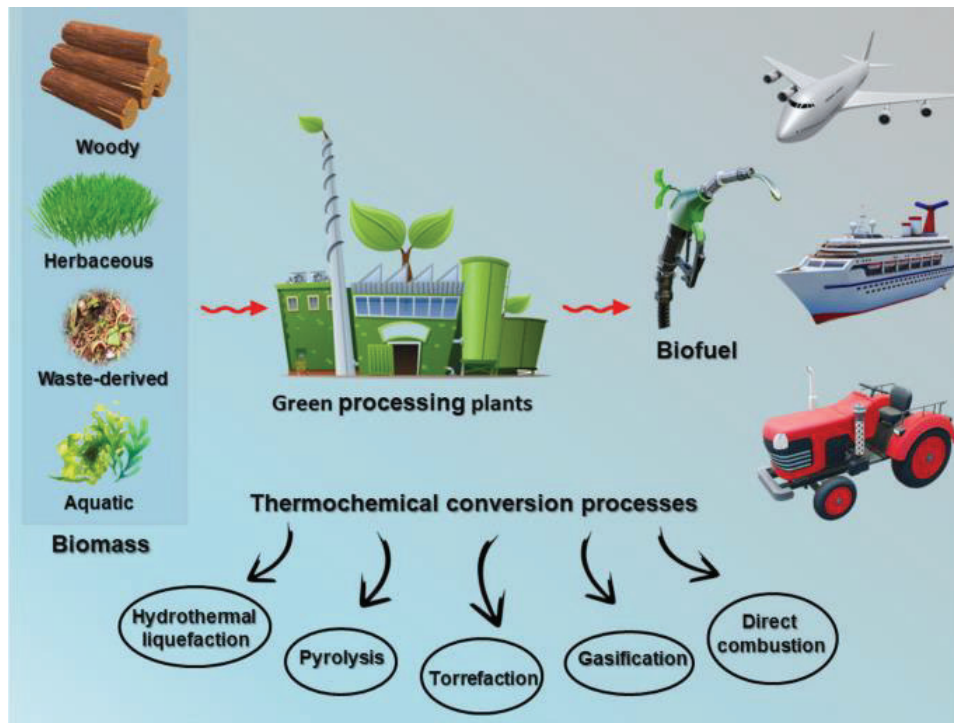 Woody
Herbaceous
Waste-derived
Aquatic
Biomass
Green processing plants
Biofuel
Thermochemical conversion processes
Hydrothermal
liquefaction
Pyrolysis
Torrefaction
Gasification
Direct
combustion